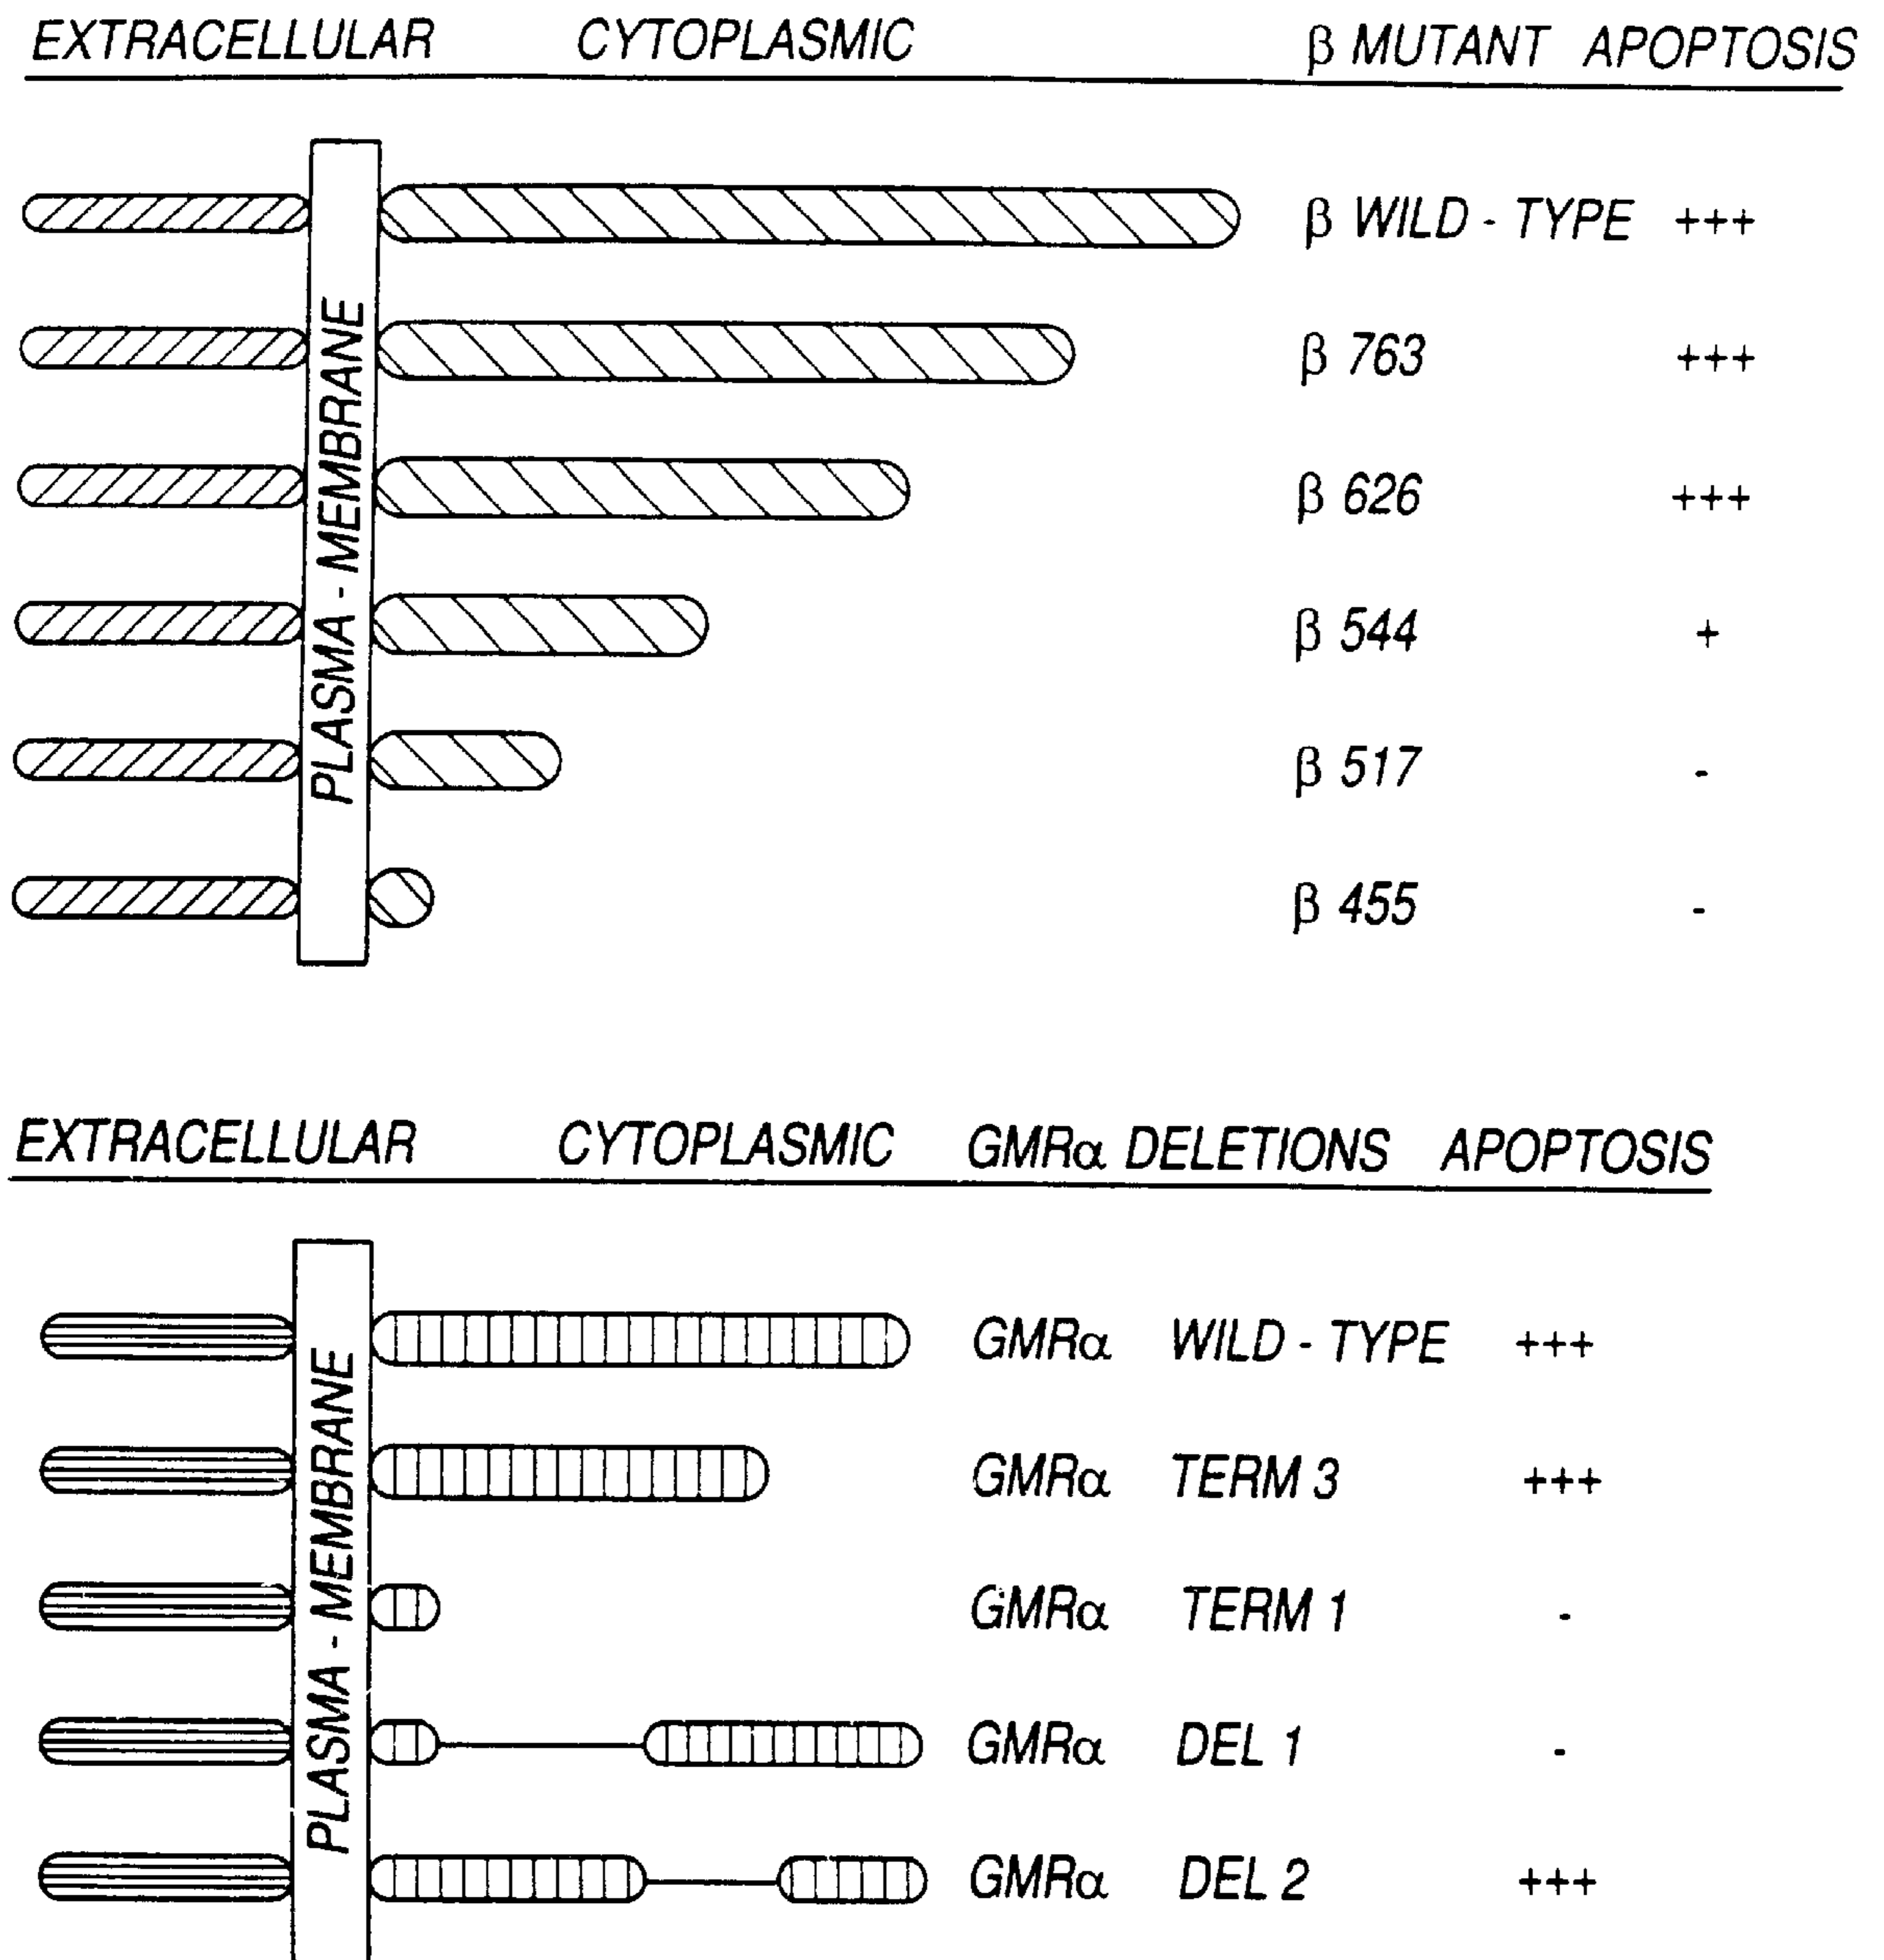 EXTRACELLULAR CYTOPLASMIC β MUTANT APOPTOSIS
PLASMA - MEMBRANE
β WILD - TYPE +++
β 763 +++
β 626 +++
β 544 +
β 517 -
β 455 -
EXTRACELLULAR CYTOPLASMIC GMRα DELETIONS APOPTOSIS
PLASMA - MEMBRANE
GMRα WILD - TYPE +++
GMRα TERM 3 +++
GMRα TERM 1 -
GMRα DEL 1 -
GMRα DEL 2 +++